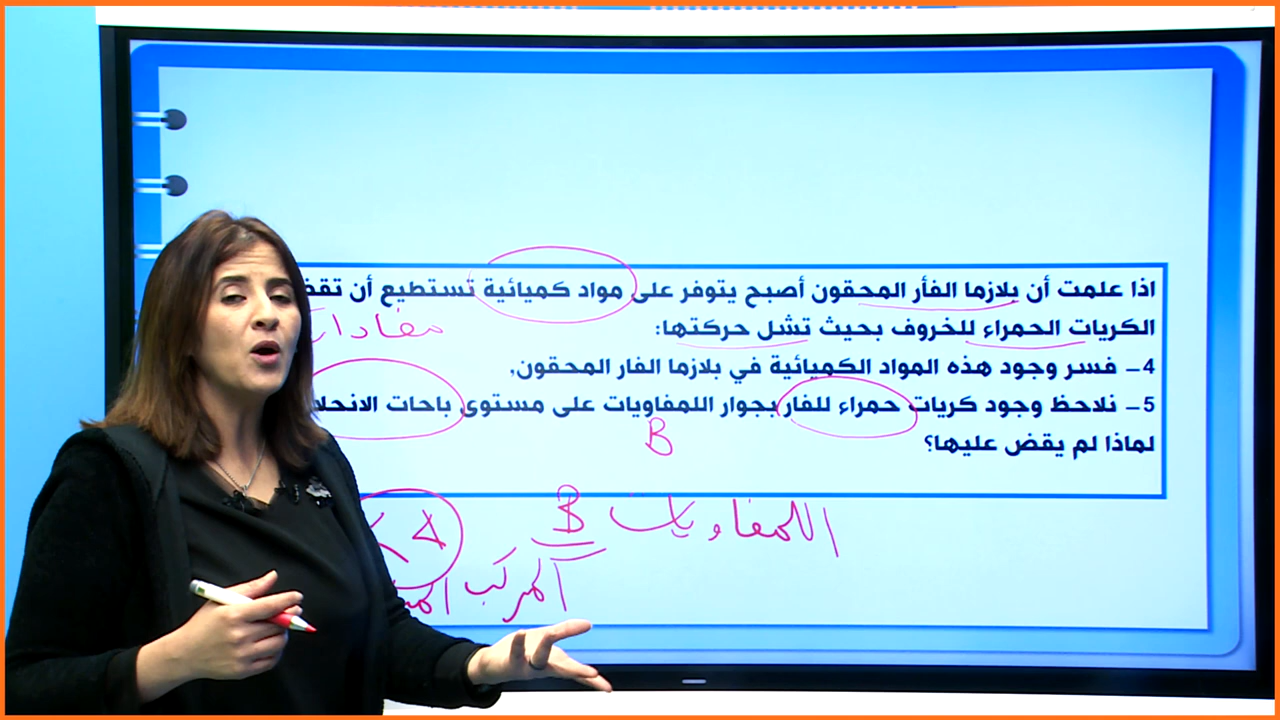 اذا علمت أن بلازما الفأر المحقون أصبح يتوفر على مواد كميائية تستطيع أن
الكريات الحمراء للخروف بحيث تشل حركتها:
4– فسر وجود هذه المواد الكميائية في بلازما الفار المحقون,
5– نلاحظ وجود كريات حمراء للفار بجوار اللمفاويات على مستوى باحات
B
لماذا لم يقض عليها؟
اللمفاويات B
المركب